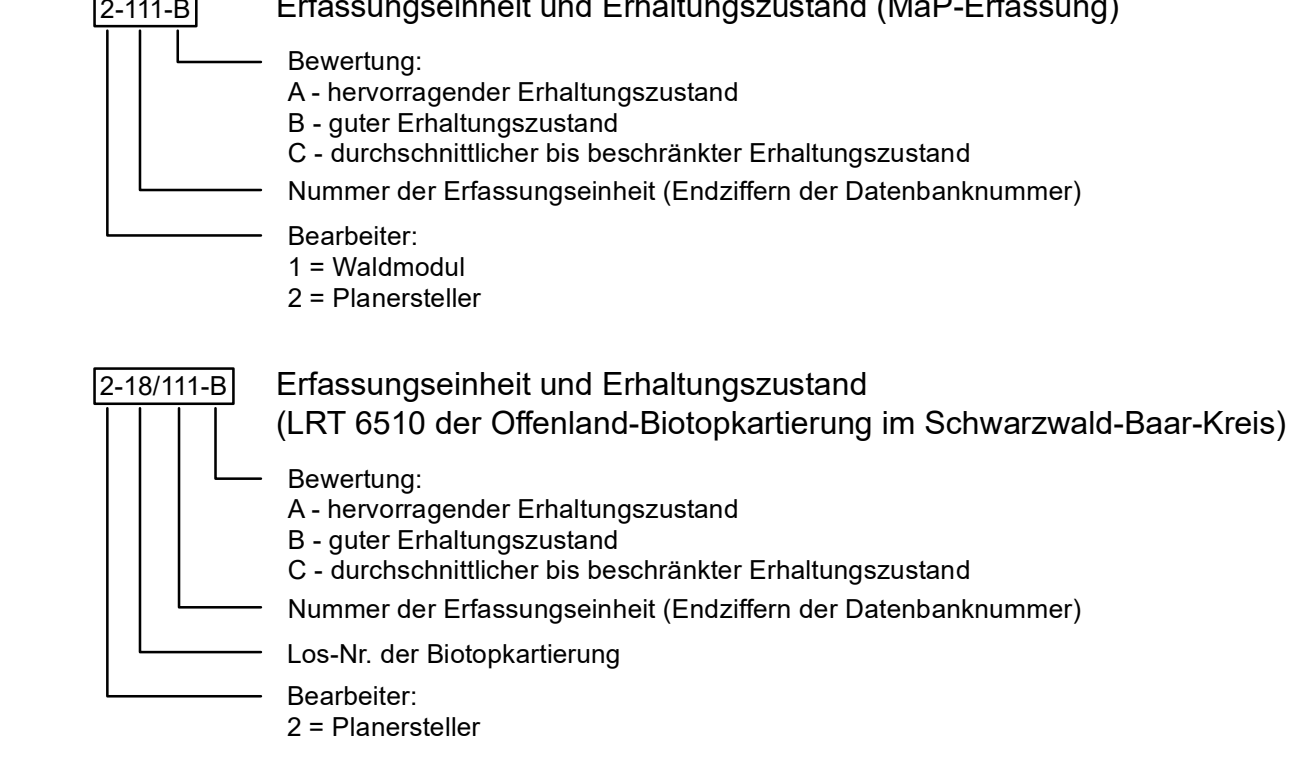 2-111-B Erfassungseinheit und Erhaltungszustand (MaP-Erfassung)
Bewertung:
A - hervorragender Erhaltungszustand
B - guter Erhaltungszustand
C - durchschnittlicher bis beschränkter Erhaltungszustand
Nummer der Erfassungseinheit (Endziffern der Datenbanknummer)
Bearbeiter:
1 = Waldmodul
2 = Planersteller
2-18/111-B Erfassungseinheit und Erhaltungszustand
(LRT 6510 der Offenland-Biotopkartierung im Schwarzwald-Baar-Kreis)
Bewertung:
A - hervorragender Erhaltungszustand
B - guter Erhaltungszustand
C - durchschnittlicher bis beschränkter Erhaltungszustand
Nummer der Erfassungseinheit (Endziffern der Datenbanknummer)
Los-Nr. der Biotopkartierung
Bearbeiter:
2 = Planersteller